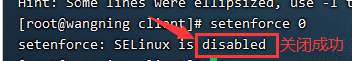 Hint: Some lines were ellipsized, use -l t
[root@wangning client]# setenforce 0
setenforce: SELinux is disabled 关闭成功